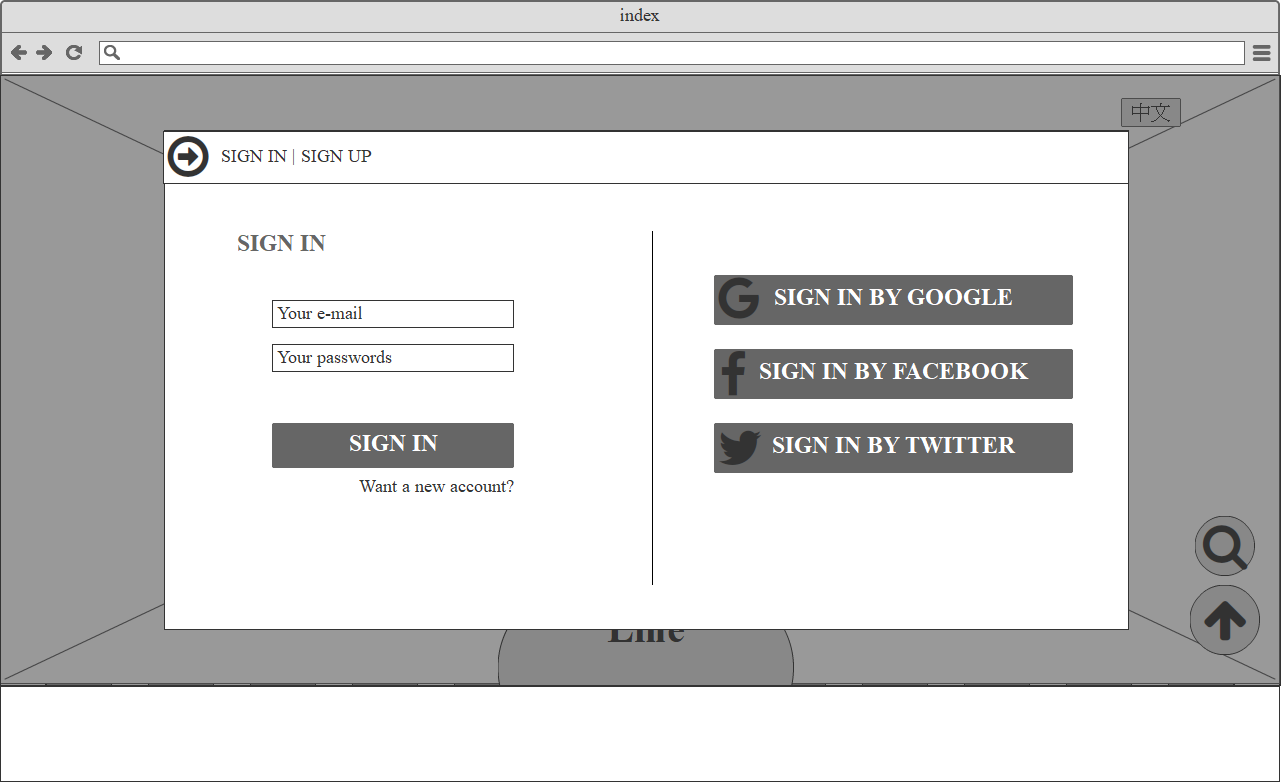 index
中文
SIGN IN | SIGN UP
SIGN IN
Your e-mail
Your passwords
SIGN IN
Want a new account?
SIGN IN BY GOOGLE
SIGN IN BY FACEBOOK
SIGN IN BY TWITTER